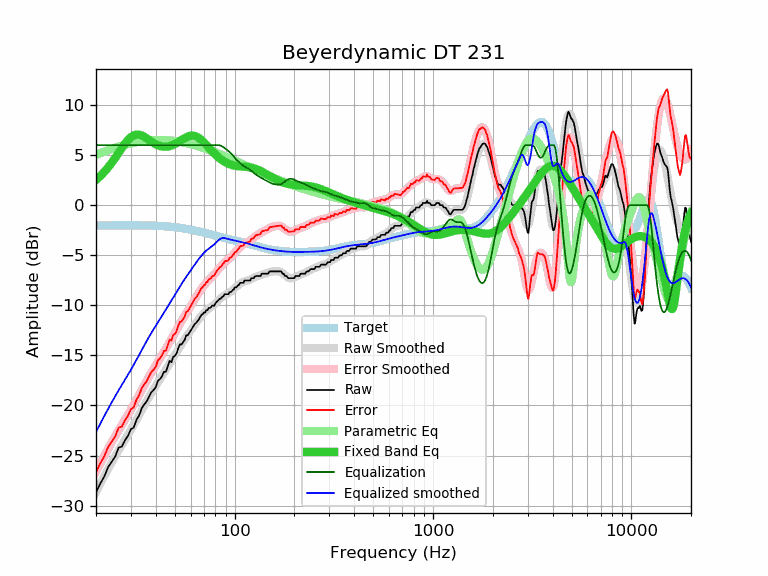 Beyerdynamic DT 231
10
5
0
−5
−10
−15
−20
−25
−30
Amplitude (dBr)
Target
Raw Smoothed
Error Smoothed
Raw
Error
Parametric Eq
Fixed Band Eq
Equalization
Equalized smoothed
100
1000
10000
Frequency (Hz)